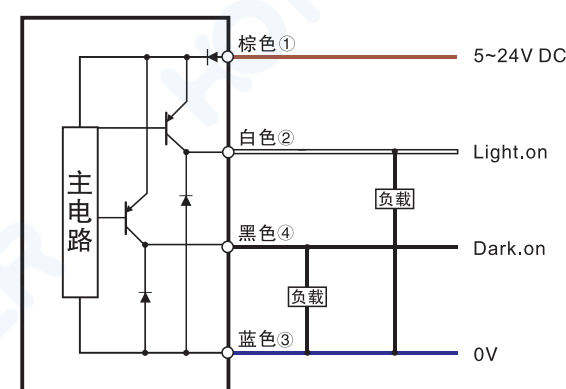 棕色①
5~24V DC
白色②
Light.on
主电路
负载
黑色④
Dark.on
负载
蓝色③
0V